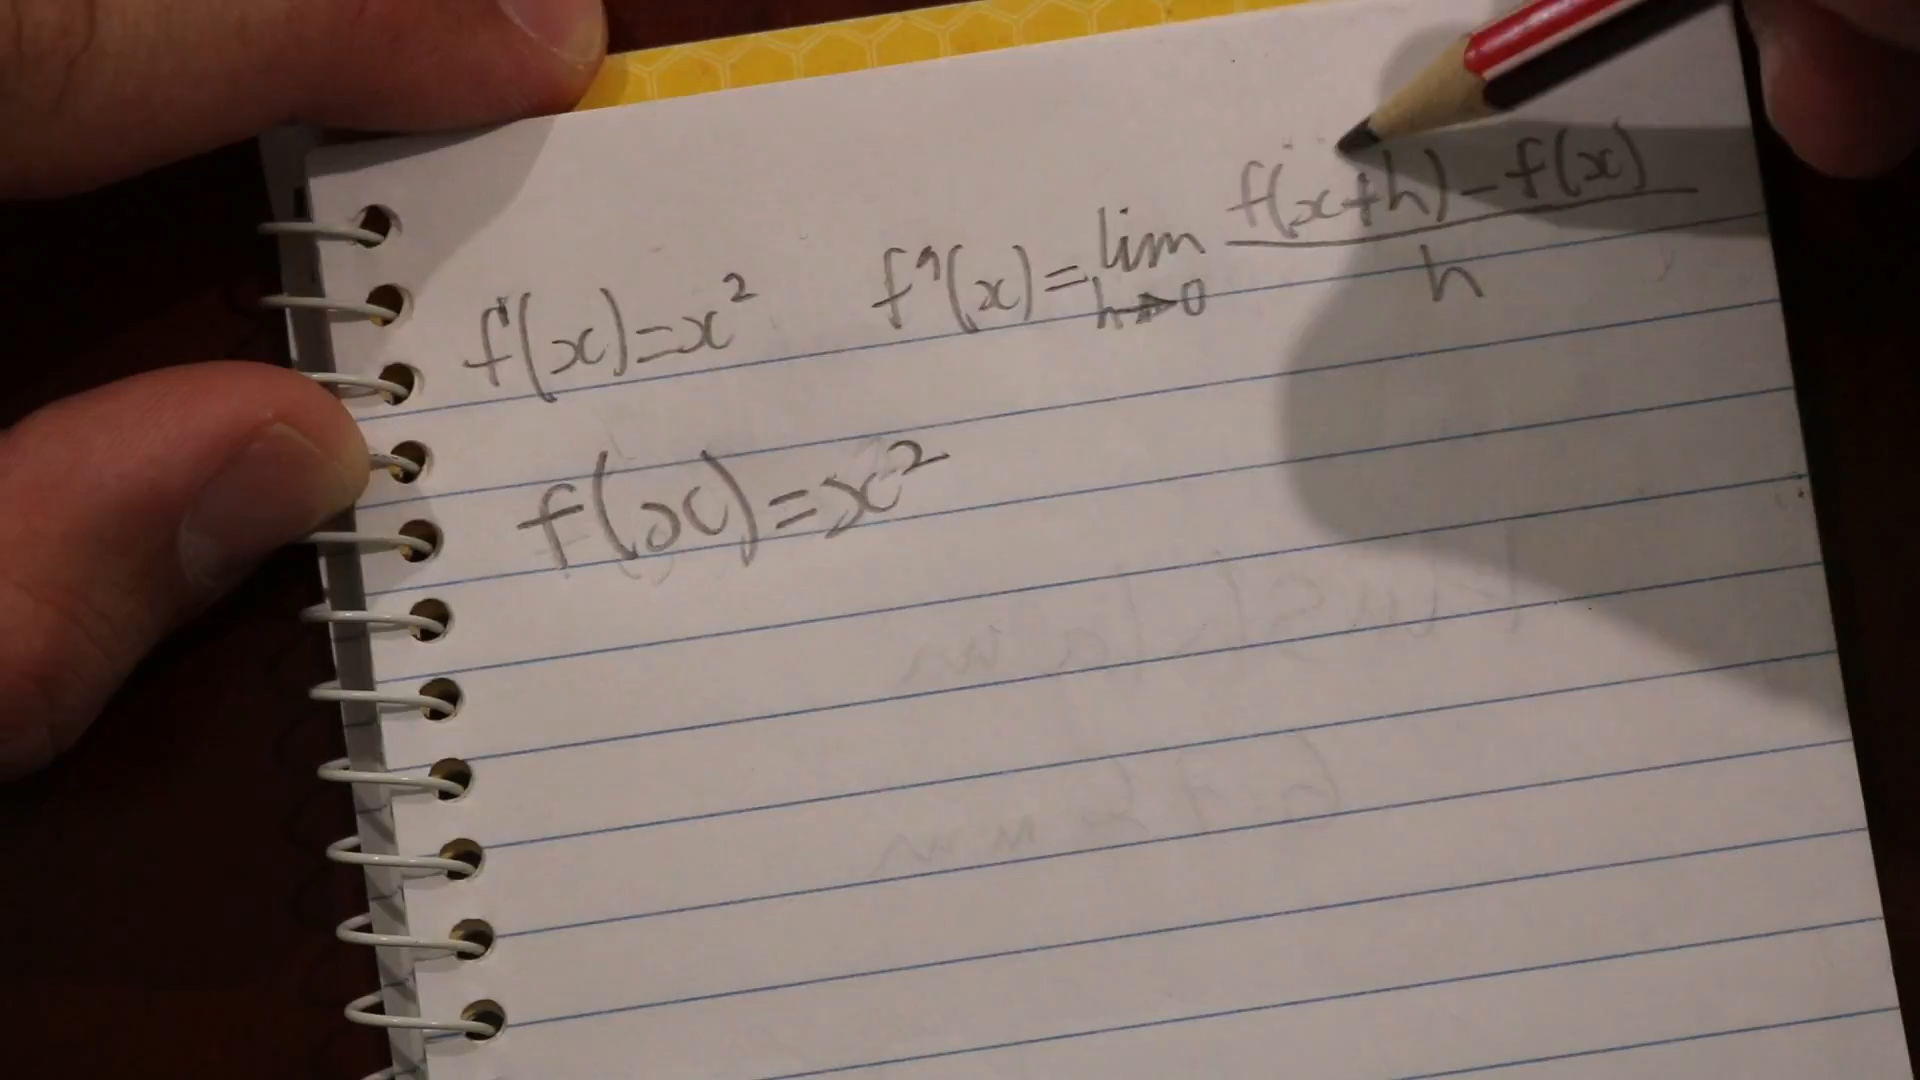 f'(x)=x² f"(x)=lim h→0 f(x+h)-f(x) / h
f(x)=x²